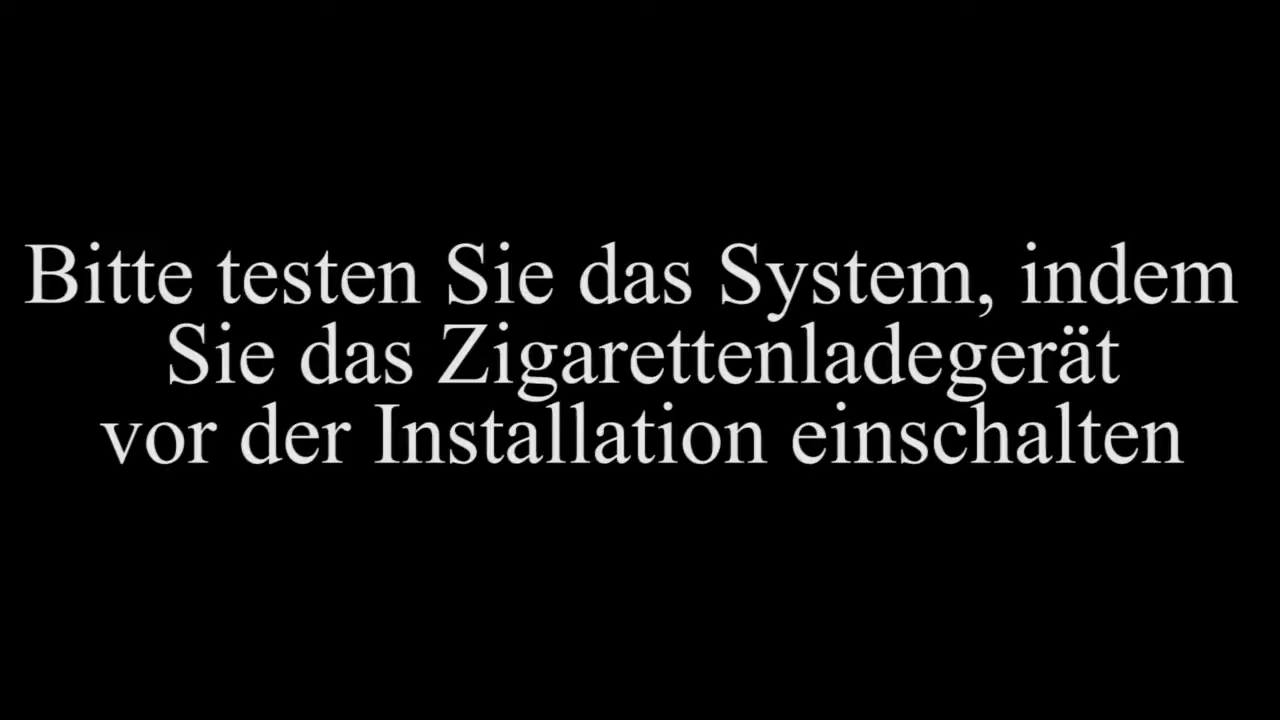 Bitte testen Sie das System, indem
Sie das Zigarettenladegerät
vor der Installation einschalten